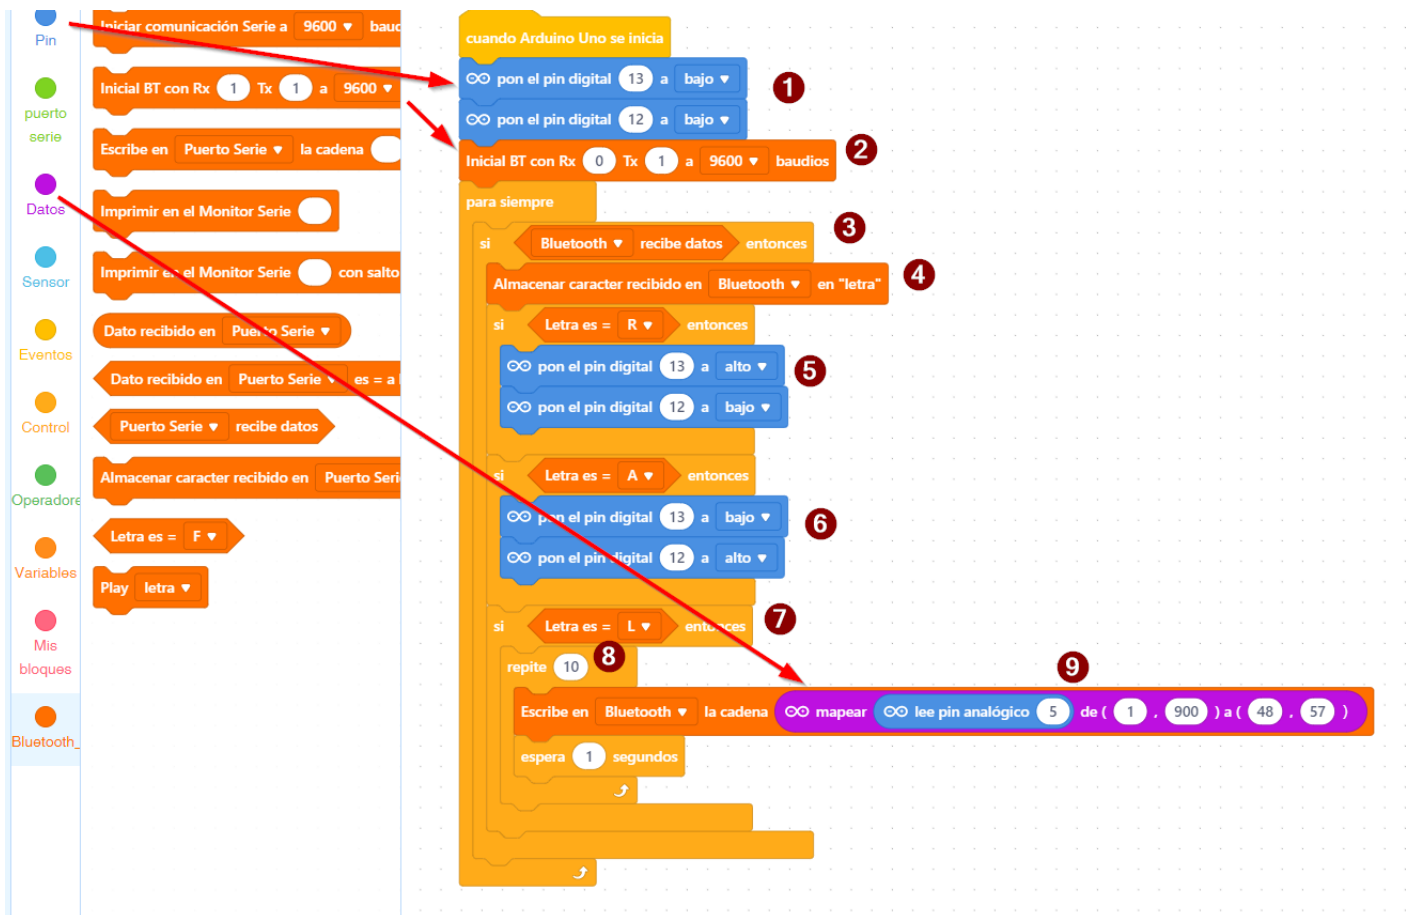 Pin
puerto
serie
Datos
Sensor
Eventos
Control
Operadore
Variables
Mis
bloques
Bluetooth_
Iniciar comunicación Serie a 9600 baud
Inicial BT con Rx 1 Tx 1 a 9600
Escribe en Puerto Serie la cadena
Imprimir en el Monitor Serie
Imprimir en el Monitor Serie con salto
Dato recibido en Puerto Serie
Dato recibido en Puerto Serie es = a
Puerto Serie recibe datos
Almacenar caracter recibido en Puerto Seri
Letra es = F
Play letra
cuando Arduino Uno se inicia
pon el pin digital 13 a bajo
1
pon el pin digital 12 a bajo
Inicial BT con Rx 0 Tx 1 a 9600 baudios
2
para siempre
3
si Bluetooth recibe datos entonces
Almacenar caracter recibido en Bluetooth en "letra"
4
si Letra es = R entonces
pon el pin digital 13 a alto
5
pon el pin digital 12 a bajo
si Letra es = A entonces
pon el pin digital 13 a bajo
6
pon el pin digital 12 a alto
si Letra es = L entonces
7
repite 10
8
9
Escribe en Bluetooth la cadena mapear lee pin analógico 5 de ( 1 , 900 ) a ( 48 , 57 )
espera 1 segundos